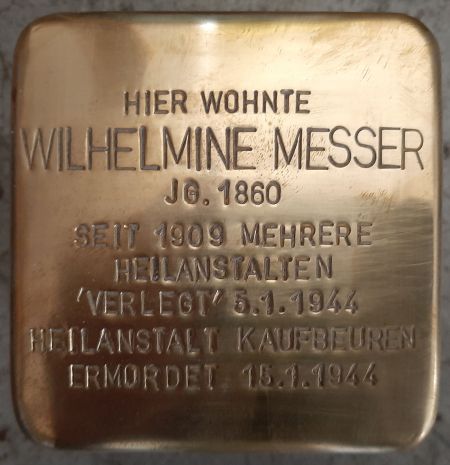 HIER WOHNTE
WILHELMINE MESSER
JG. 1860
SEIT 1909 MEHRERE
HEILANSTALTEN
'VERLEGT' 5.1.1944
HEILANSTALT KAUFBEUREN
ERMORDET 15.1.1944